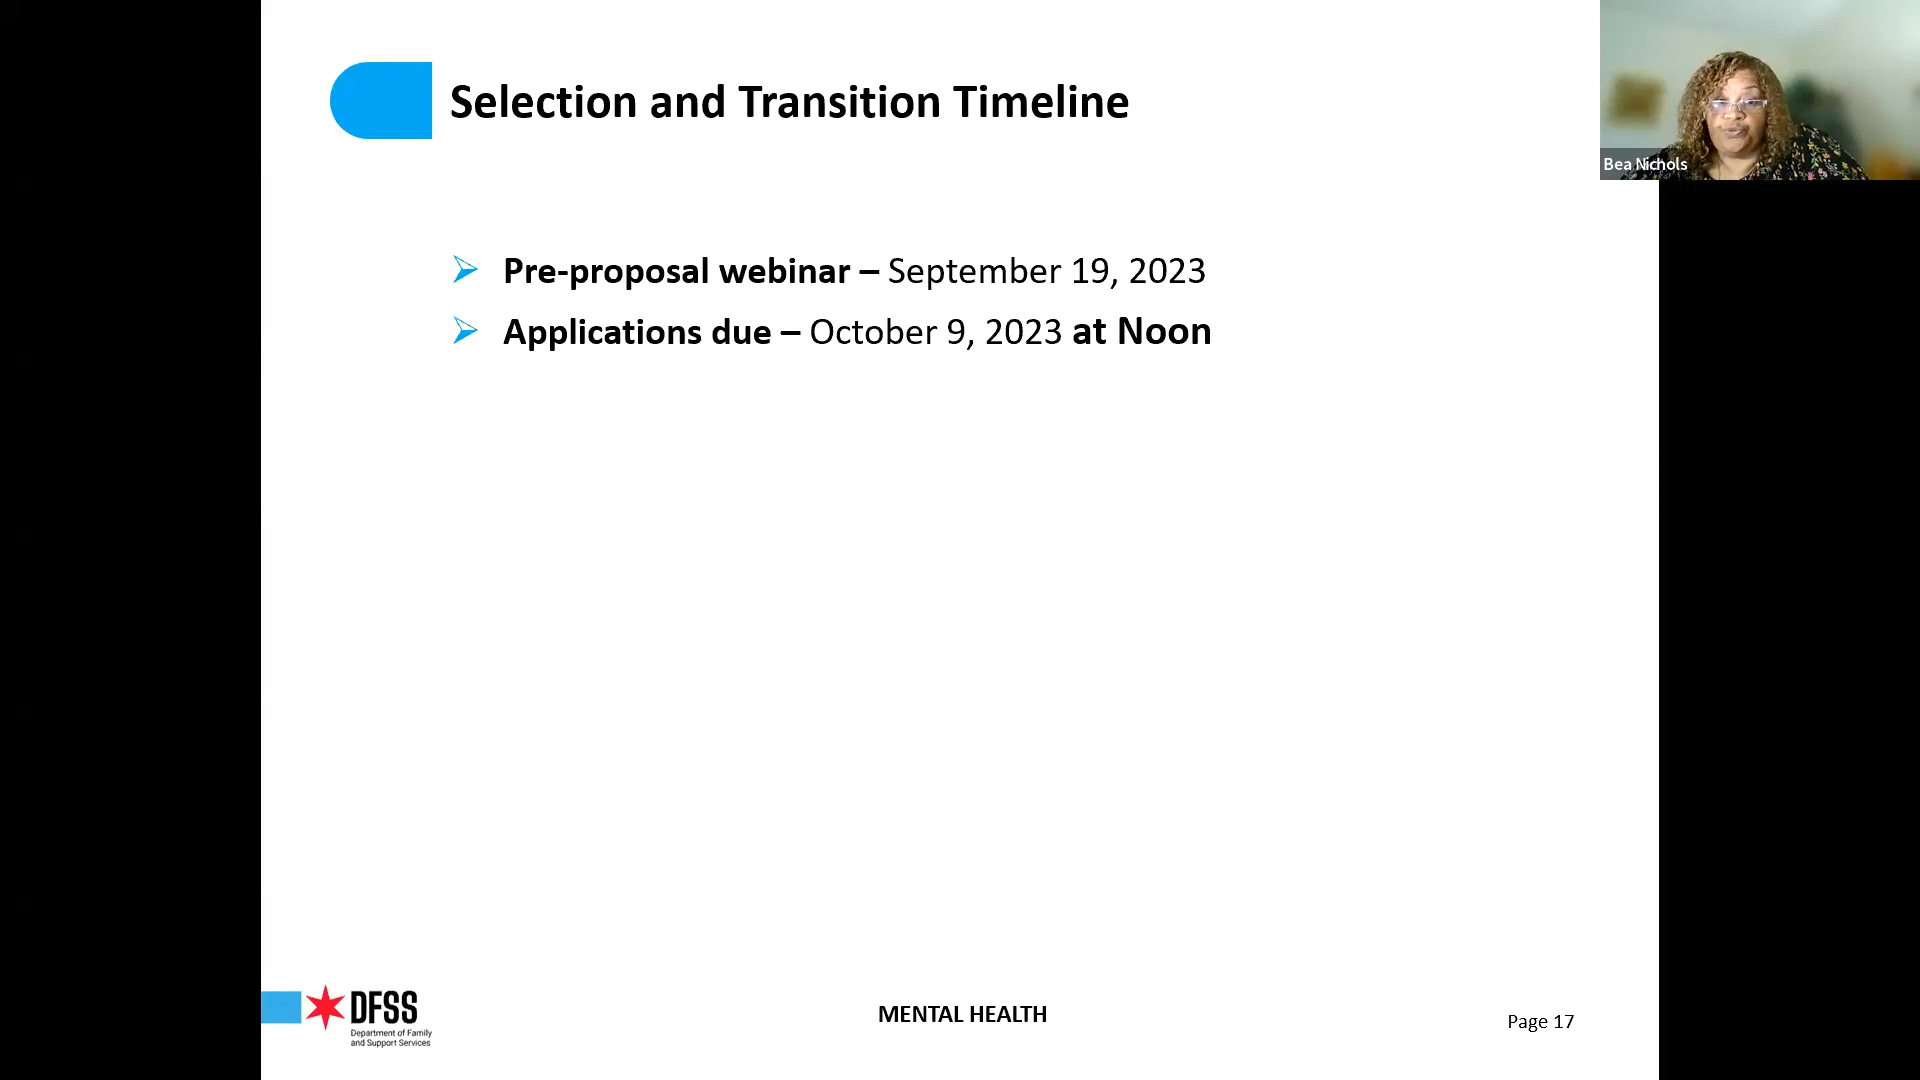 Selection and Transition Timeline
Bea Nichols
Pre-proposal webinar – September 19, 2023
Applications due – October 9, 2023 at Noon
DFSS
Department of Family
and Support Services
MENTAL HEALTH
Page 17